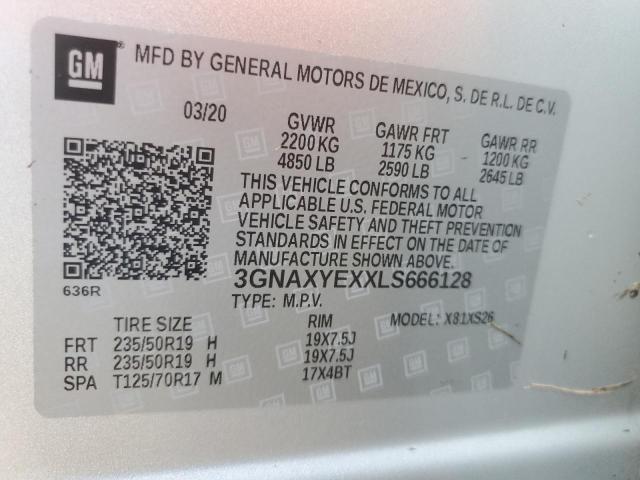 GM
MFD BY GENERAL MOTORS DE MEXICO, S. DE R.L. DE C.V.
03/20 GVWR GAWR FRT GAWR RR
2200 KG 1175 KG 1200 KG
4850 LB 2590 LB 2645 LB
THIS VEHICLE CONFORMS TO ALL
APPLICABLE U.S. FEDERAL MOTOR
VEHICLE SAFETY AND THEFT PREVENTION
STANDARDS IN EFFECT ON THE DATE OF
MANUFACTURE SHOWN ABOVE.
636R
3GNAXYEXXLS666128
TYPE: M.P.V. MODEL: X81XS26
TIRE SIZE RIM
FRT 235/50R19 H 19X7.5J
RR 235/50R19 H 19X7.5J
SPA T125/70R17 M 17X4BT